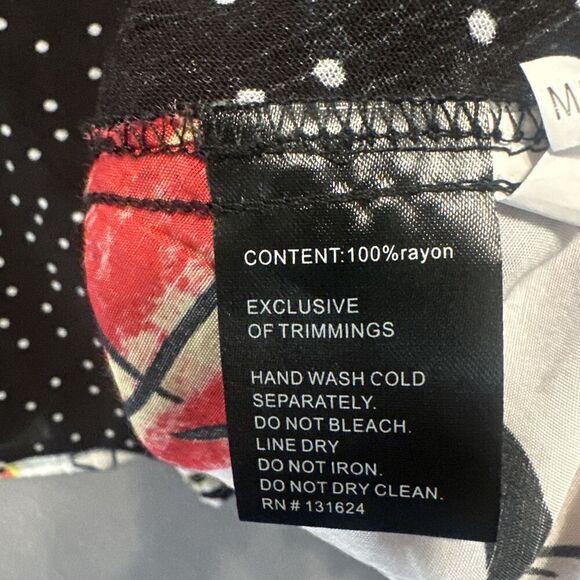 M
CONTENT:100%rayon
EXCLUSIVE
OF TRIMMINGS
HAND WASH COLD
SEPARATELY.
DO NOT BLEACH.
LINE DRY
DO NOT IRON.
DO NOT DRY CLEAN.
RN # 131624